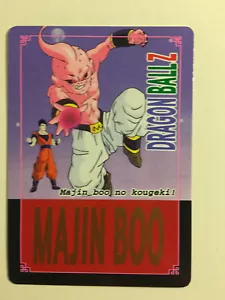 DRAGON BALL Z
Majin boo no kougeki!
MAJIN BOO